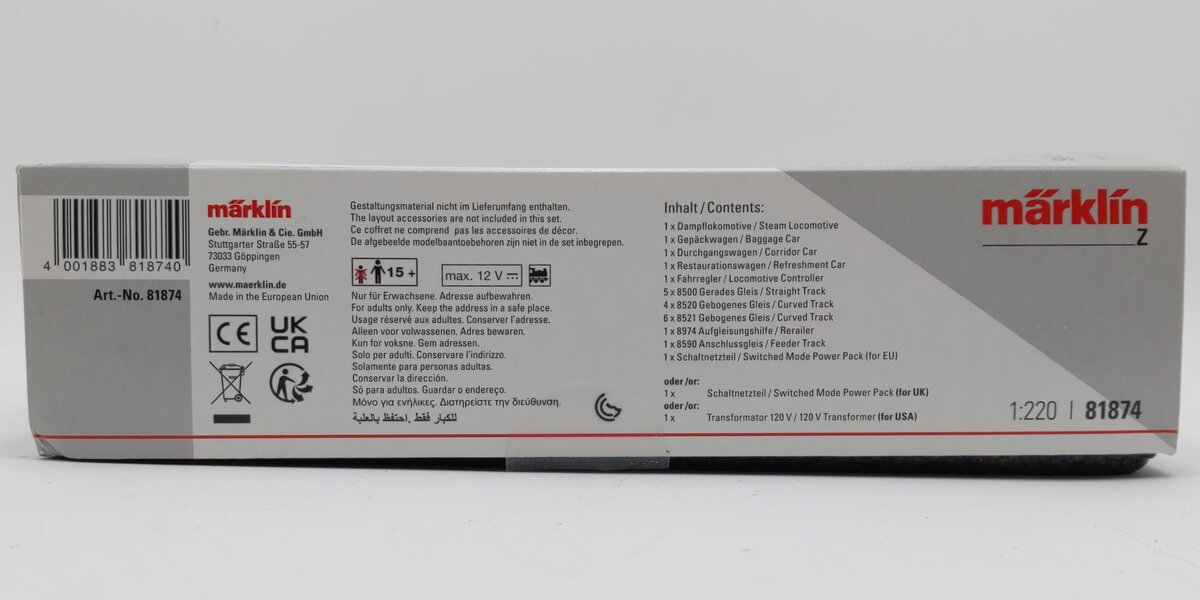 4 001883 818740
Art.-No. 81874
märklin
Gebr. Märklin & Cie. GmbH
Stuttgarter Straße 55-57
73033 Göppingen
Germany
www.maerklin.de
Made in the European Union
CE
UK
CA
Gestaltungsmaterial nicht im Lieferumfang enthalten.
The layout accessories are not included in this set.
Ce coffret ne comprend pas les accessoires de décor.
De afgebeelde modelbaantoebehoren zijn niet in de set inbegrepen.
15 +
max. 12 V
Nur für Erwachsene. Adresse aufbewahren.
For adults only. Keep the address in a safe place.
Usage réservé aux adultes. Conserver l'adresse.
Alleen voor volwassenen. Adres bewaren.
Kun for voksne. Gem adressen.
Solo per adulti. Conservare l'indirizzo.
Solamente para personas adultas.
Conservar la dirección.
Só para adultos. Guardar o endereço.
Μόνο για ενήλικες. Διατηρείστε την διεύθυνση.
للكبار فقط .احتفظ بالعلبة
Inhalt / Contents:
1 x Dampflokomotive / Steam Locomotive
1 x Gepäckwagen / Baggage Car
1 x Durchgangswagen / Corridor Car
1 x Restaurationswagen / Refreshment Car
1 x Fahrregler / Locomotive Controller
5 x 8500 Gerades Gleis / Straight Track
4 x 8520 Gebogenes Gleis / Curved Track
6 x 8521 Gebogenes Gleis / Curved Track
1 x 8974 Aufgleisungshilfe / Rerailer
1 x 8590 Anschlussgleis / Feeder Track
1 x Schaltnetzteil / Switched Mode Power Pack (for EU)
oder /or:
1 x Schaltnetzteil / Switched Mode Power Pack (for UK)
oder /or:
1 x Transformator 120 V / 120 V Transformer (for USA)
märklin
Z
1:220 | 81874